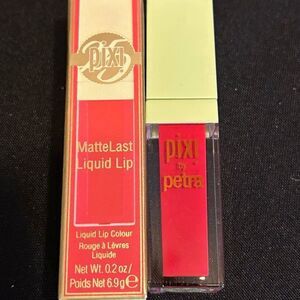 pixi
MatteLast
Liquid Lip
Liquid Lip Colour
Rouge à Lèvres
Liquide
Net Wt. 0.2 oz/
Poids Net 6.9g e
pixi
by
petra